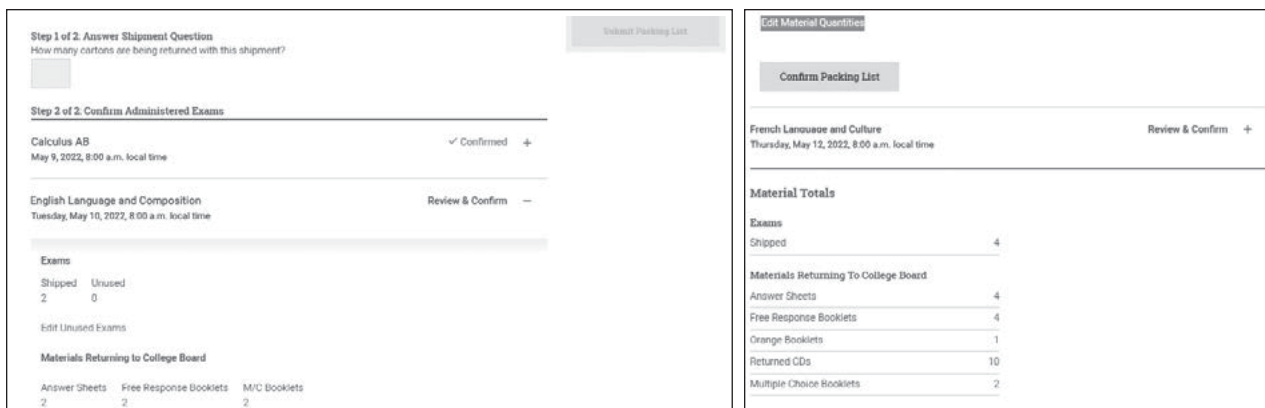 Step 1 of 2: Answer Shipment Question
How many cartons are being returned with this shipment?
Submit Packing List
Step 2 of 2: Confirm Administered Exams
Calculus AB
✓ Confirmed +
May 9, 2022, 8:00 a.m. local time
English Language and Composition
Review & Confirm −
Tuesday, May 10, 2022, 8:00 a.m. local time
Exams
Shipped Unused
2 0
Edit Unused Exams
Materials Returning to College Board
Answer Sheets Free Response Booklets M/C Booklets
2 2 2
Edit Material Quantities
Confirm Packing List
French Language and Culture
Review & Confirm +
Thursday, May 12, 2022, 8:00 a.m. local time
Material Totals
Exams
Shipped 4
Materials Returning To College Board
Answer Sheets 4
Free Response Booklets 4
Orange Booklets 1
Returned CDs 10
Multiple Choice Booklets 2